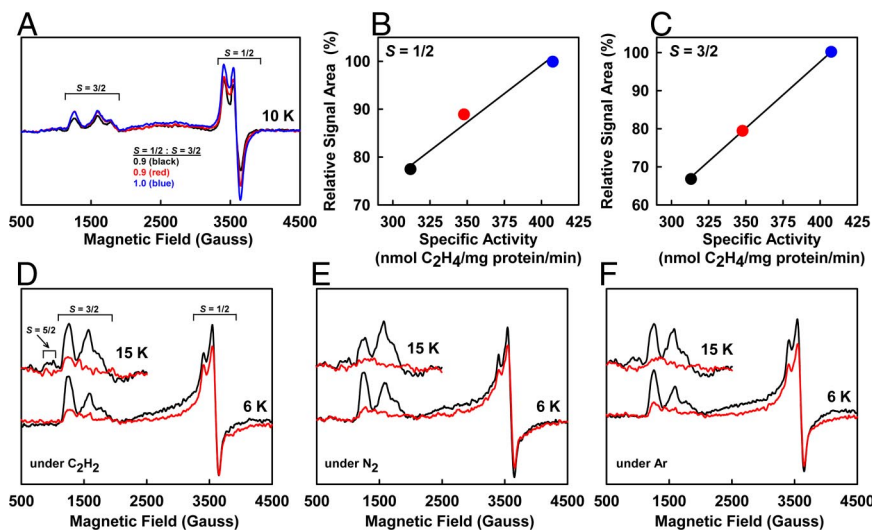 A
S = 1/2
S = 3/2
10 K
S = 1/2 : S = 3/2
0.9 (black)
0.9 (red)
1.0 (blue)
500 1500 2500 3500 4500
Magnetic Field (Gauss)
B
Relative Signal Area (%)
100
90
80
70
S = 1/2
300 325 350 375 400 425
Specific Activity
(nmol C₂H₄/mg protein/min)
C
Relative Signal Area (%)
100
90
80
70
60
S = 3/2
300 325 350 375 400 425
Specific Activity
(nmol C₂H₄/mg protein/min)
D
S = 3/2
S = 1/2
S = 5/2
15 K
6 K
under C₂H₂
500 1500 2500 3500 4500
Magnetic Field (Gauss)
E
15 K
6 K
under N₂
500 1500 2500 3500 4500
Magnetic Field (Gauss)
F
15 K
6 K
under Ar
500 1500 2500 3500 4500
Magnetic Field (Gauss)